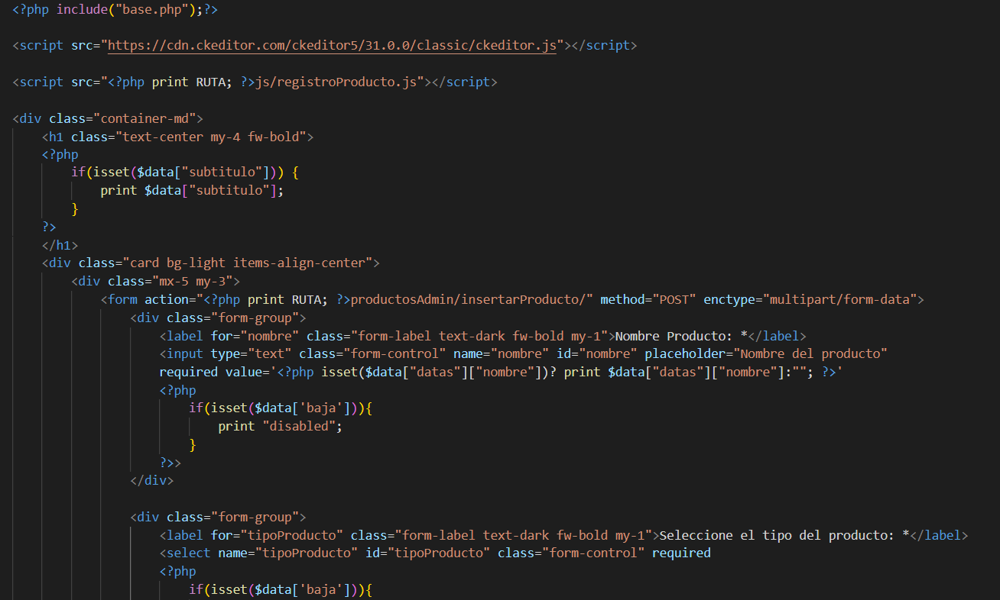 <?php include("base.php");?>
<script src="https://cdn.ckeditor.com/ckeditor5/31.0.0/classic/ckeditor.js"></script>
<script src="<?php print RUTA; ?>js/registroProducto.js"></script>
<div class="container-md">
<h1 class="text-center my-4 fw-bold">
<?php
if(isset($data["subtitulo"])) {
print $data["subtitulo"];
}
?>
</h1>
<div class="card bg-light items-align-center">
<div class="mx-5 my-3">
<form action="<?php print RUTA; ?>productosAdmin/insertarProducto/" method="POST" enctype="multipart/form-data">
<div class="form-group">
<label for="nombre" class="form-label text-dark fw-bold my-1">Nombre Producto: *</label>
<input type="text" class="form-control" name="nombre" id="nombre" placeholder="Nombre del producto"
required value='<?php isset($data["datas"]["nombre"])? print $data["datas"]["nombre"]:""; ?>'
<?php
if(isset($data['baja'])){
print "disabled";
}
?>>
</div>
<div class="form-group">
<label for="tipoProducto" class="form-label text-dark fw-bold my-1">Seleccione el tipo del producto: *</label>
<select name="tipoProducto" id="tipoProducto" class="form-control" required
<?php
if(isset($data['baja'])){